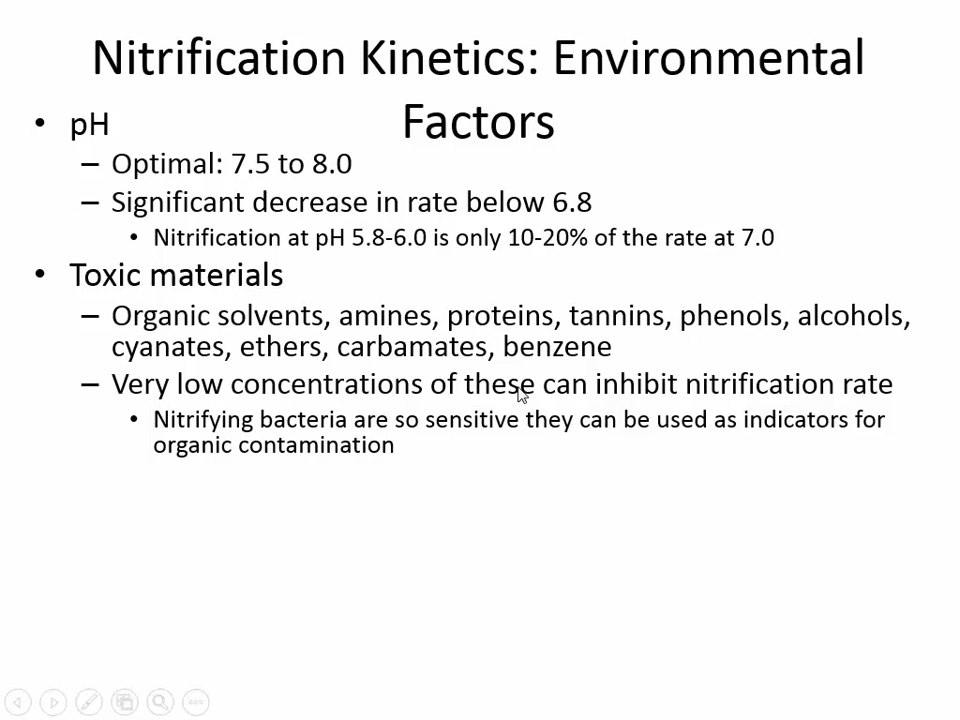 Nitrification Kinetics: Environmental
Factors
• pH
– Optimal: 7.5 to 8.0
– Significant decrease in rate below 6.8
• Nitrification at pH 5.8-6.0 is only 10-20% of the rate at 7.0
• Toxic materials
– Organic solvents, amines, proteins, tannins, phenols, alcohols,
cyanates, ethers, carbamates, benzene
– Very low concentrations of these can inhibit nitrification rate
• Nitrifying bacteria are so sensitive they can be used as indicators for
organic contamination